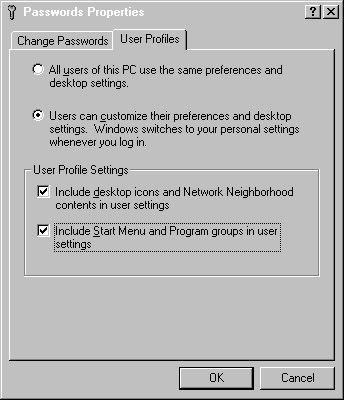 Passwords Properties
? ×
Change Passwords
User Profiles
All users of this PC use the same preferences and
desktop settings.
Users can customize their preferences and desktop
settings. Windows switches to your personal settings
whenever you log in.
User Profile Settings
Include desktop icons and Network Neighborhood
contents in user settings
Include Start Menu and Program groups in user
settings
OK
Cancel